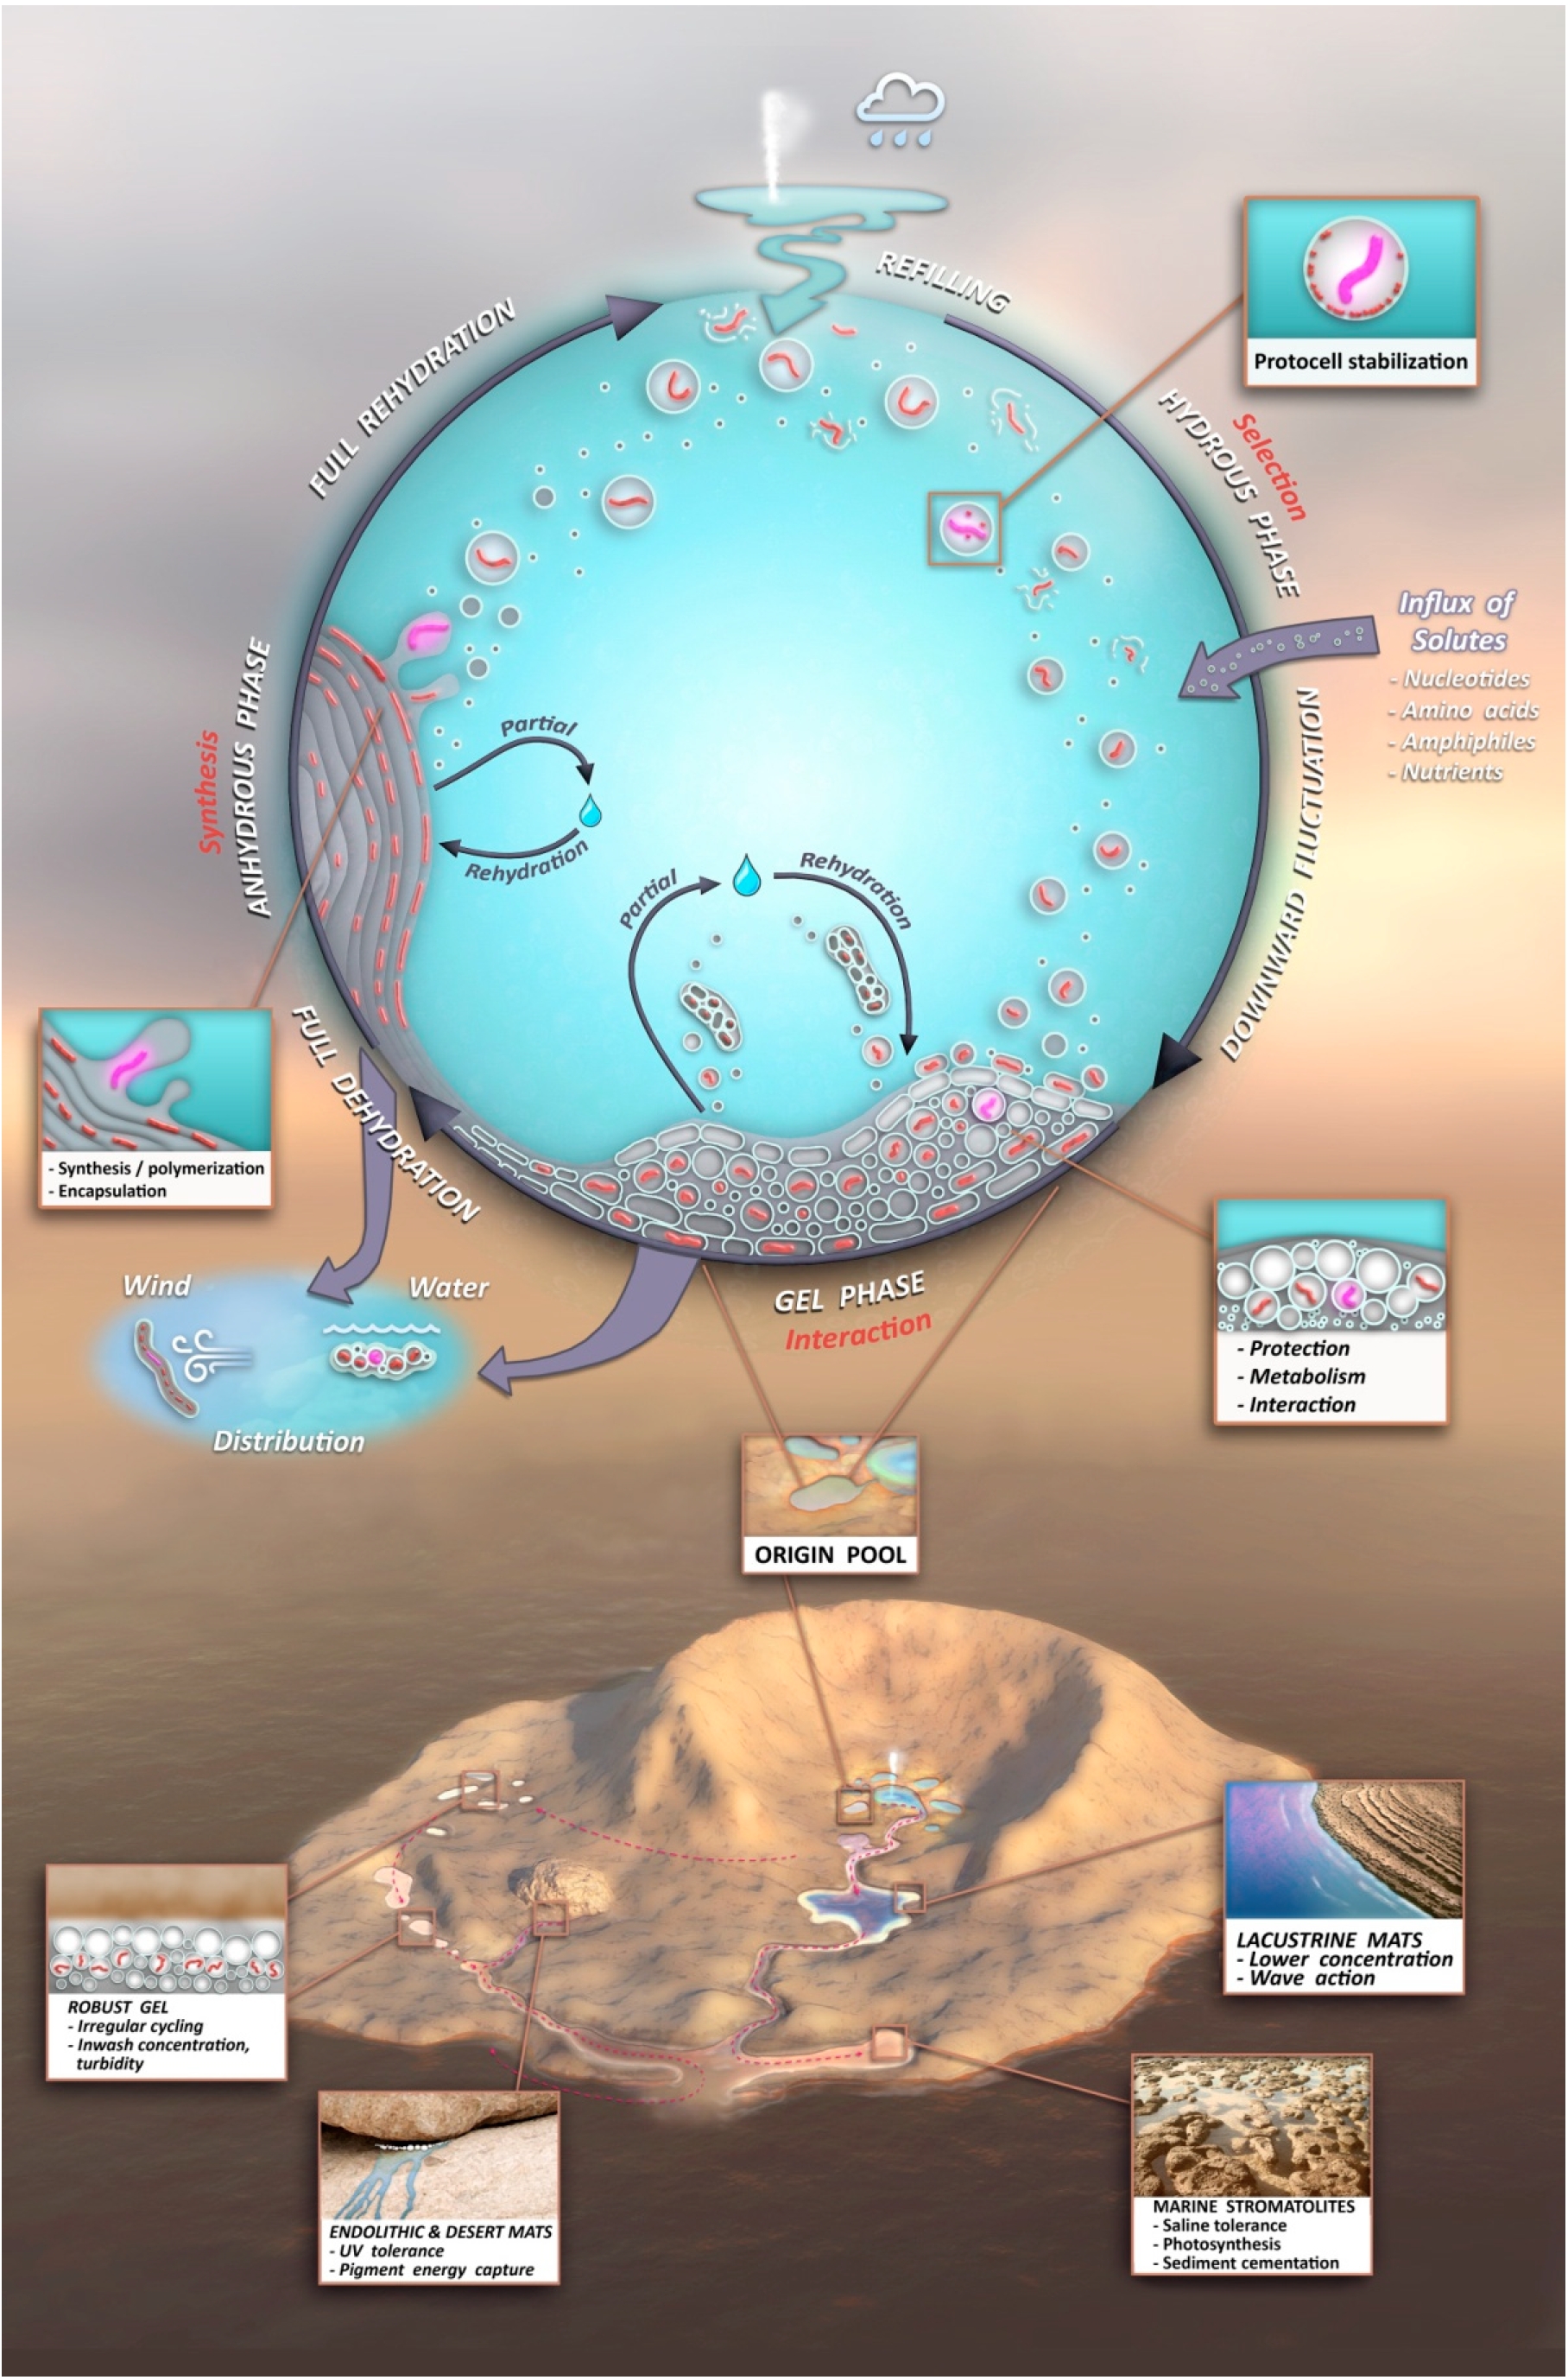 REFILLING
Protocell stabilization
FULL REHYDRATION
Selection
HYDROUS PHASE
Influx of
Solutes
- Nucleotides
- Amino acids
- Amphiphiles
- Nutrients
Synthesis
ANHYDROUS PHASE
Partial
Rehydration
Partial
Rehydration
DOWNWARD FLUCTUATION
FULL DEHYDRATION
- Synthesis / polymerization
- Encapsulation
Wind
Water
Distribution
GEL PHASE
Interaction
- Protection
- Metabolism
- Interaction
ORIGIN POOL
LACUSTRINE MATS
- Lower concentration
- Wave action
ROBUST GEL
- Irregular cycling
- Inwash concentration,
turbidity
ENDOLITHIC & DESERT MATS
- UV tolerance
- Pigment energy capture
MARINE STROMATOLITES
- Saline tolerance
- Photosynthesis
- Sediment cementation